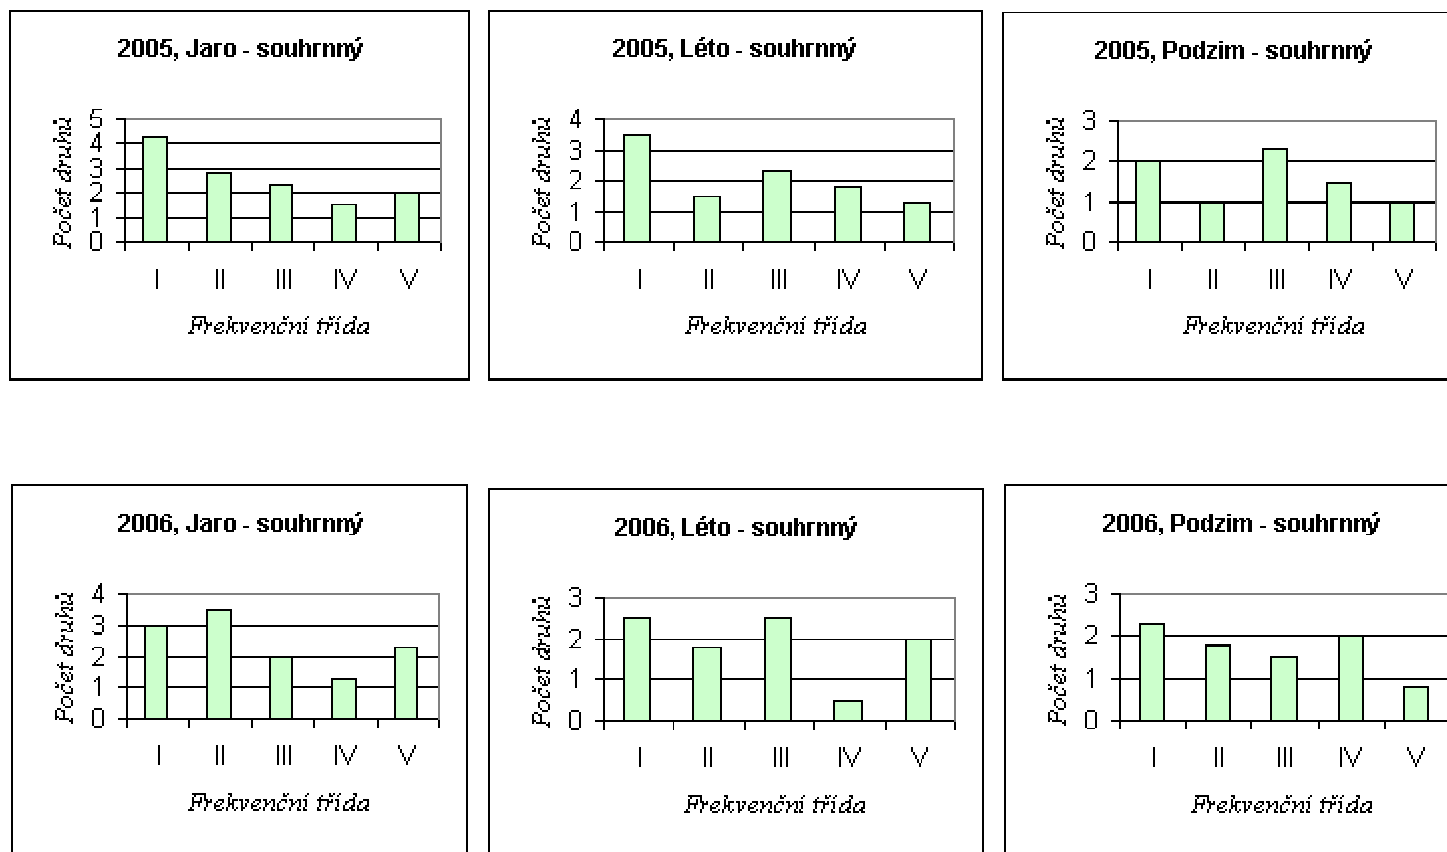 2005, Jaro - souhrnný
Počet druhů
5
4
3
2
1
0
I II III IV V
Frekvenční třída
2005, Léto - souhrnný
Počet druhů
4
3
2
1
0
I II III IV V
Frekvenční třída
2005, Podzim - souhrnný
Počet druhů
3
2
1
0
I II III IV V
Frekvenční třída
2006, Jaro - souhrnný
Počet druhů
4
3
2
1
0
I II III IV V
Frekvenční třída
2006, Léto - souhrnný
Počet druhů
3
2
1
0
I II III IV V
Frekvenční třída
2006, Podzim - souhrnný
Počet druhů
3
2
1
0
I II III IV V
Frekvenční třída